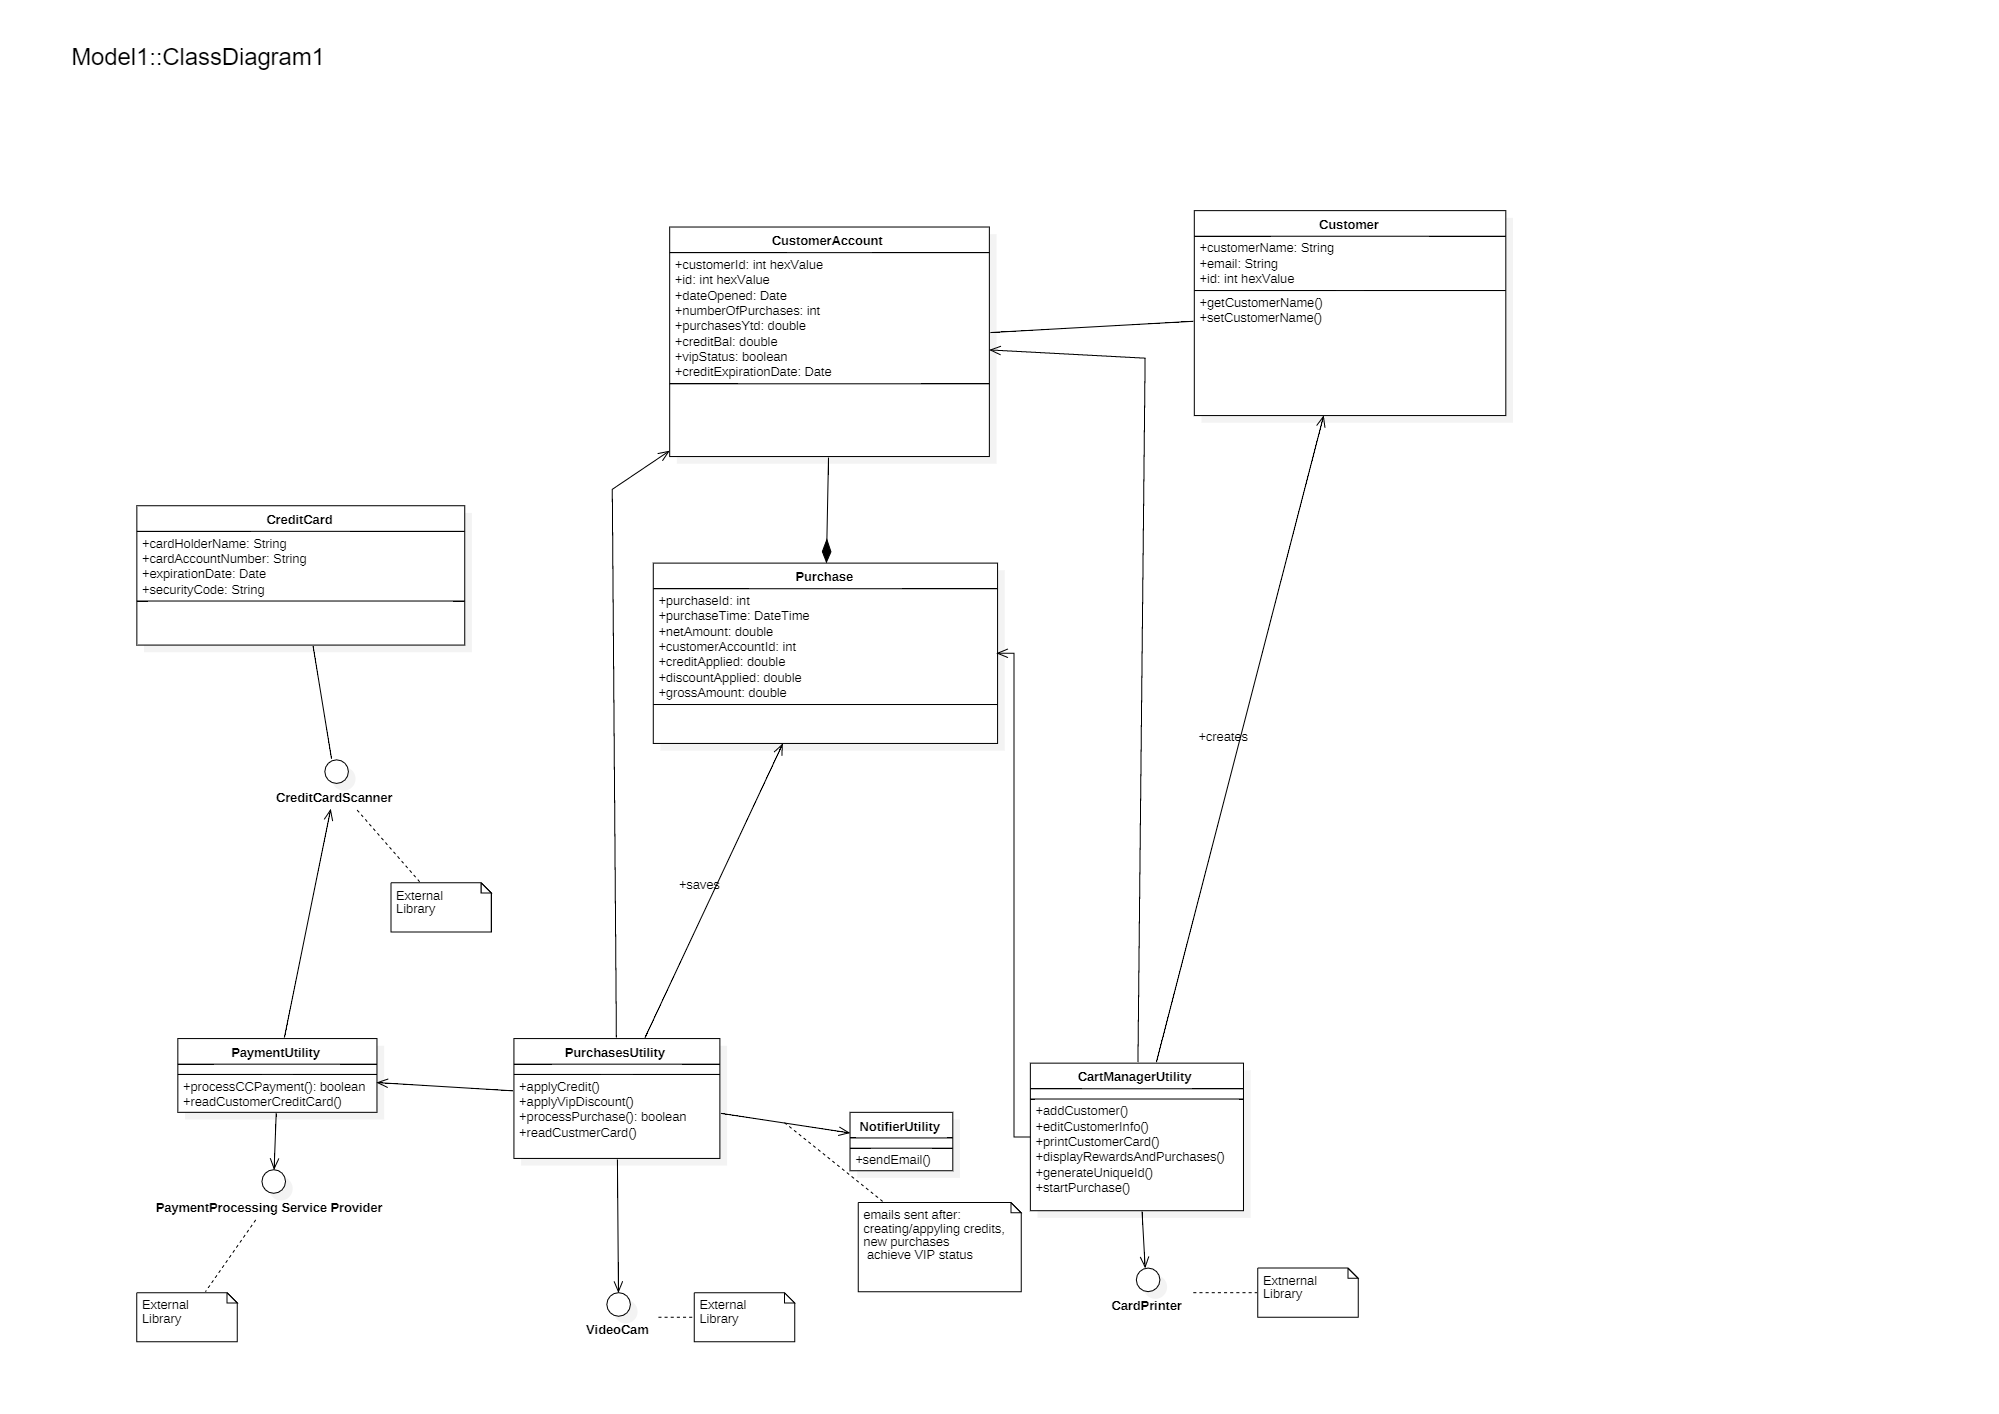 Model1::ClassDiagram1
CustomerAccount
+customerId: int hexValue
+id: int hexValue
+dateOpened: Date
+numberOfPurchases: int
+purchasesYtd: double
+creditBal: double
+vipStatus: boolean
+creditExpirationDate: Date
Customer
+customerName: String
+email: String
+id: int hexValue
+getCustomerName()
+setCustomerName()
CreditCard
+cardHolderName: String
+cardAccountNumber: String
+expirationDate: Date
+securityCode: String
Purchase
+purchaseId: int
+purchaseTime: DateTime
+netAmount: double
+customerAccountId: int
+creditApplied: double
+discountApplied: double
+grossAmount: double
+creates
CreditCardScanner
External
Library
+saves
PaymentUtility
+processCCPayment(): boolean
+readCustomerCreditCard()
PurchasesUtility
+applyCredit()
+applyVipDiscount()
+processPurchase(): boolean
+readCustmerCard()
NotifierUtility
+sendEmail()
CartManagerUtility
+addCustomer()
+editCustomerInfo()
+printCustomerCard()
+displayRewardsAndPurchases()
+generateUniqueId()
+startPurchase()
PaymentProcessing Service Provider
External
Library
emails sent after:
creating/appyling credits,
new purchases
achieve VIP status
VideoCam
External
Library
CardPrinter
Extnernal
Library